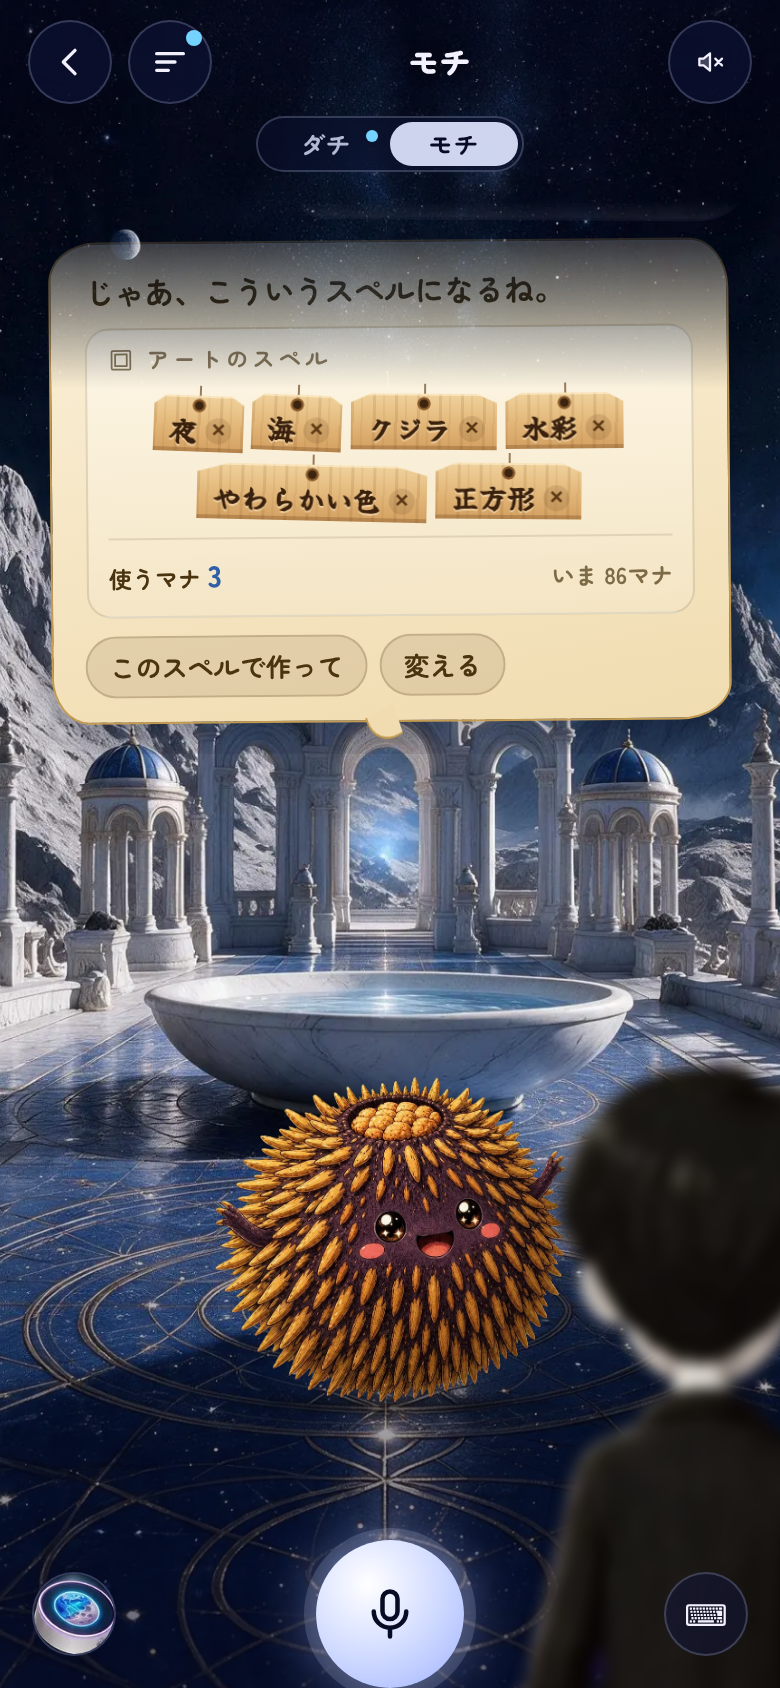 モチ
ダチ モチ
じゃあ、こういうスペルになるね。
アートのスペル
夜 × 海 × クジラ × 水彩 ×
やわらかい色 × 正方形 ×
使うマナ 3 いま 86マナ
このスペルで作って 変える